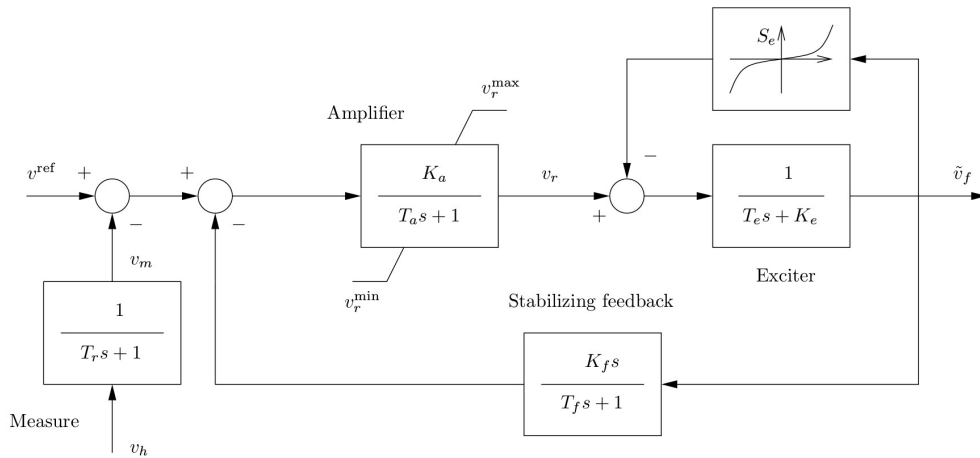 S_e
v_r^max
Amplifier
v^ref
+
−
+
−
K_a
T_a s + 1
v_r
+
−
1
T_e s + K_e
ṽ_f
v_r^min
Exciter
v_m
Stabilizing feedback
1
T_r s + 1
K_f s
T_f s + 1
Measure
v_h